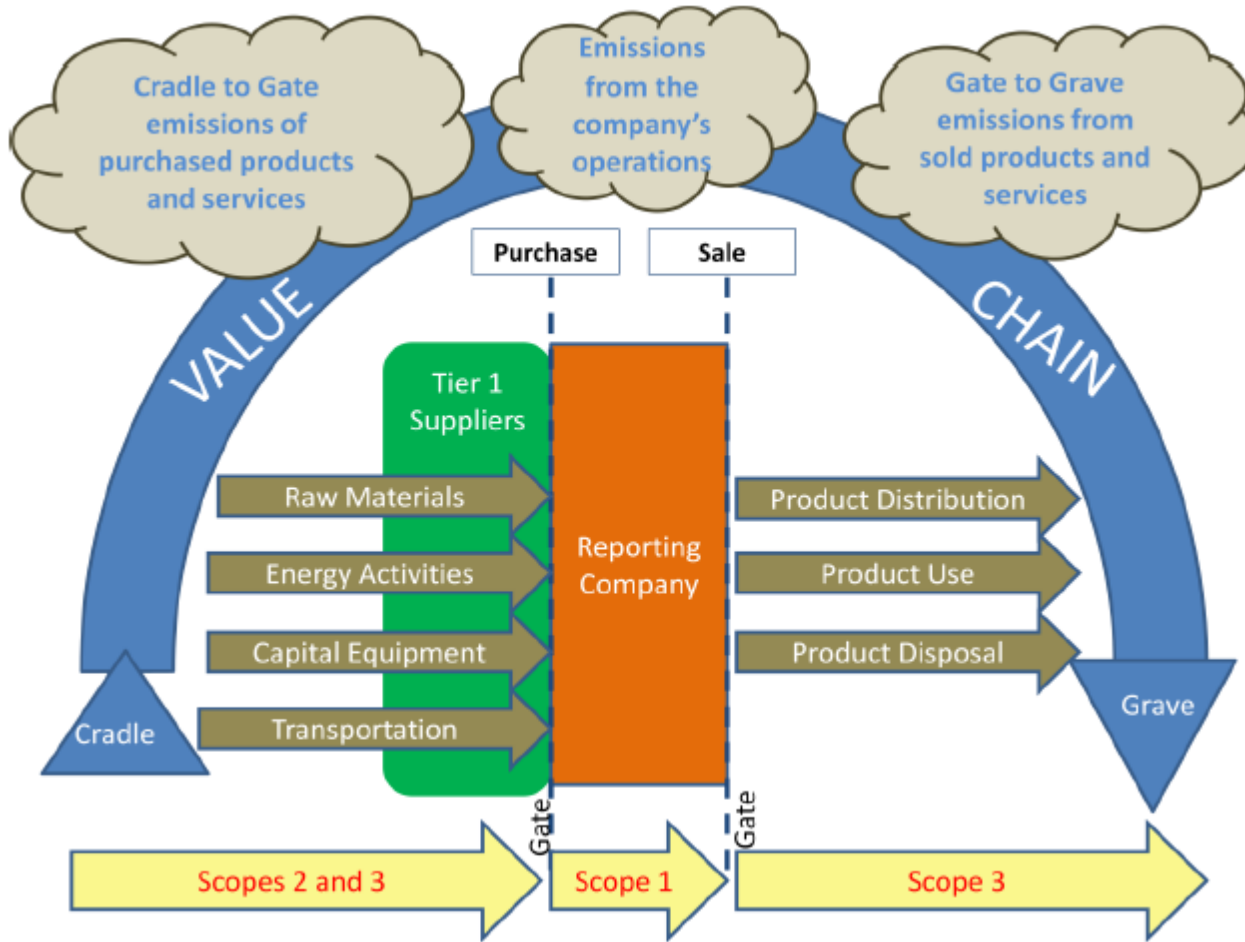 Cradle to Gate
emissions of
purchased products
and services
Emissions
from the
company's
operations
Gate to Grave
emissions from
sold products and
services
Purchase
Sale
VALUE
CHAIN
Tier 1
Suppliers
Raw Materials
Energy Activities
Capital Equipment
Transportation
Reporting
Company
Product Distribution
Product Use
Product Disposal
Cradle
Grave
Gate
Gate
Scopes 2 and 3
Scope 1
Scope 3